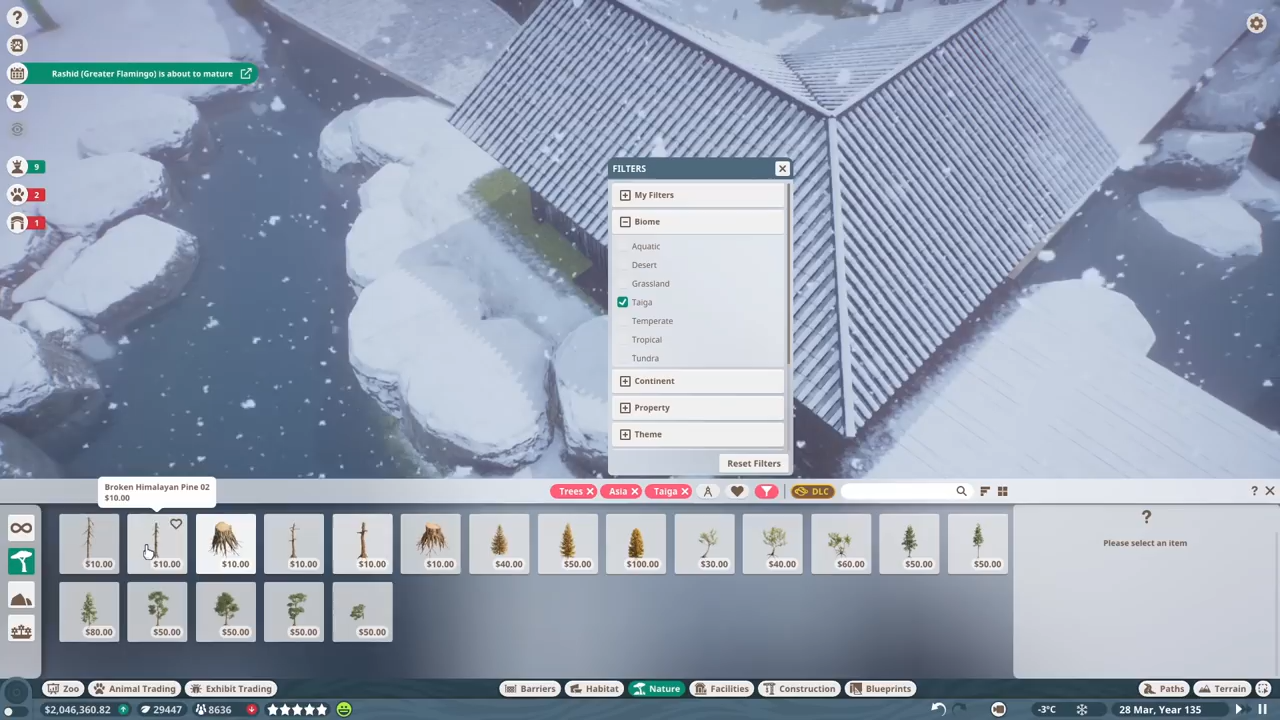 ?
Rashid (Greater Flamingo) is about to mature
9
2
1
FILTERS
My Filters
Biome
Aquatic
Desert
Grassland
Taiga
Temperate
Tropical
Tundra
Continent
Property
Theme
Reset Filters
Broken Himalayan Pine 02
$10.00
Trees
Asia
Taiga
DLC
?
$10.00 $10.00 $10.00 $10.00 $10.00 $10.00 $40.00 $50.00 $100.00 $30.00 $40.00 $60.00 $50.00 $50.00
$80.00 $50.00 $50.00 $50.00 $50.00
?
Please select an item
Zoo
Animal Trading
Exhibit Trading
Barriers
Habitat
Nature
Facilities
Construction
Blueprints
Paths
Terrain
$2,046,360.82
29447
8636
-3°C
28 Mar, Year 135